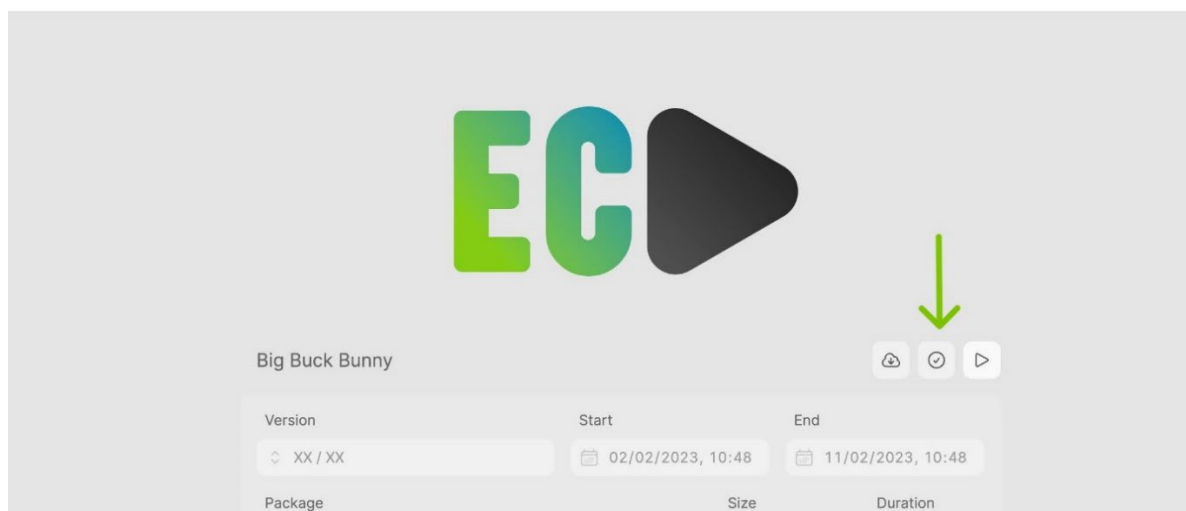 EC
Big Buck Bunny
Version Start End
XX / XX 02/02/2023, 10:48 11/02/2023, 10:48
Package Size Duration